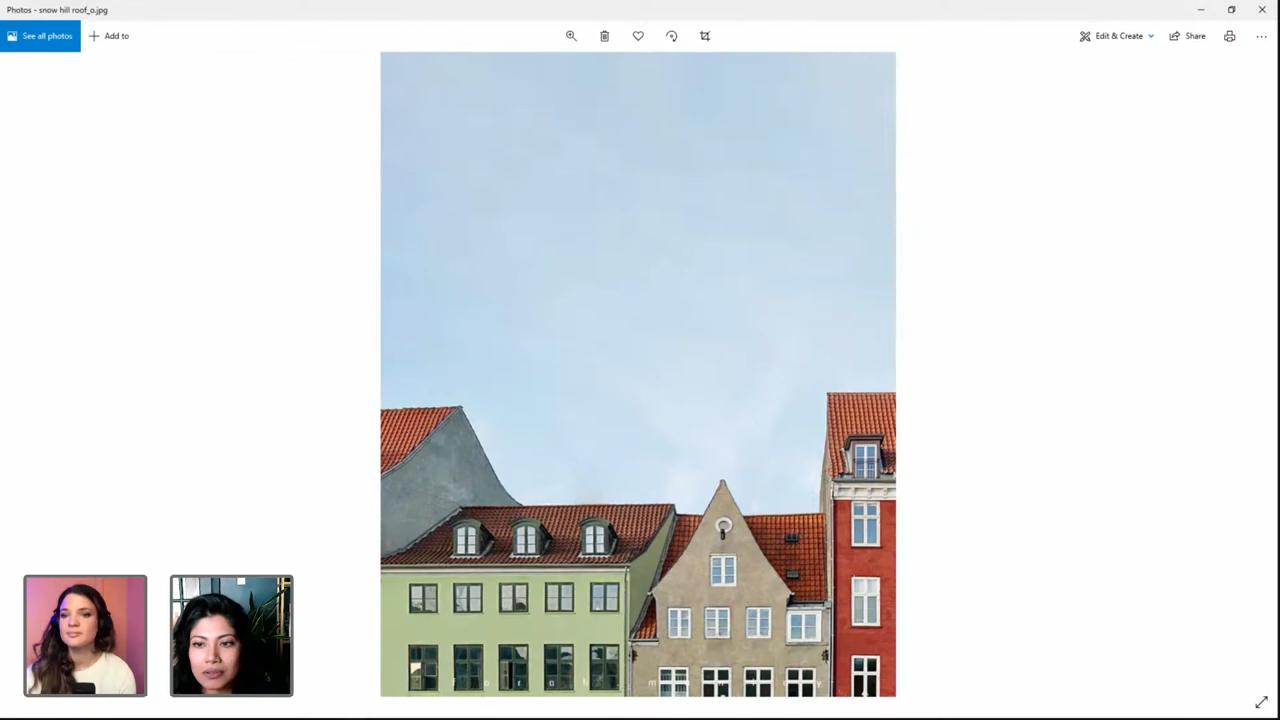 Photos - snow hill roof_o.jpg
See all photos
Add to
Edit & Create
Share